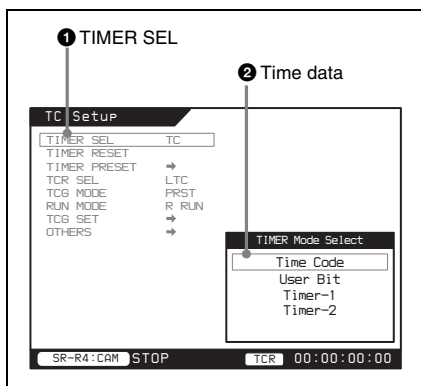 ❶ TIMER SEL
❷ Time data
TC Setup
TIMER SEL TC
TIMER RESET
TIMER PRESET ➔
TCR SEL LTC
TCG MODE PRST
RUN MODE R RUN
TCG SET ➔
OTHERS ➔
TIMER Mode Select
Time Code
User Bit
Timer-1
Timer-2
SR-R4:CAM STOP TCR 00:00:00:00